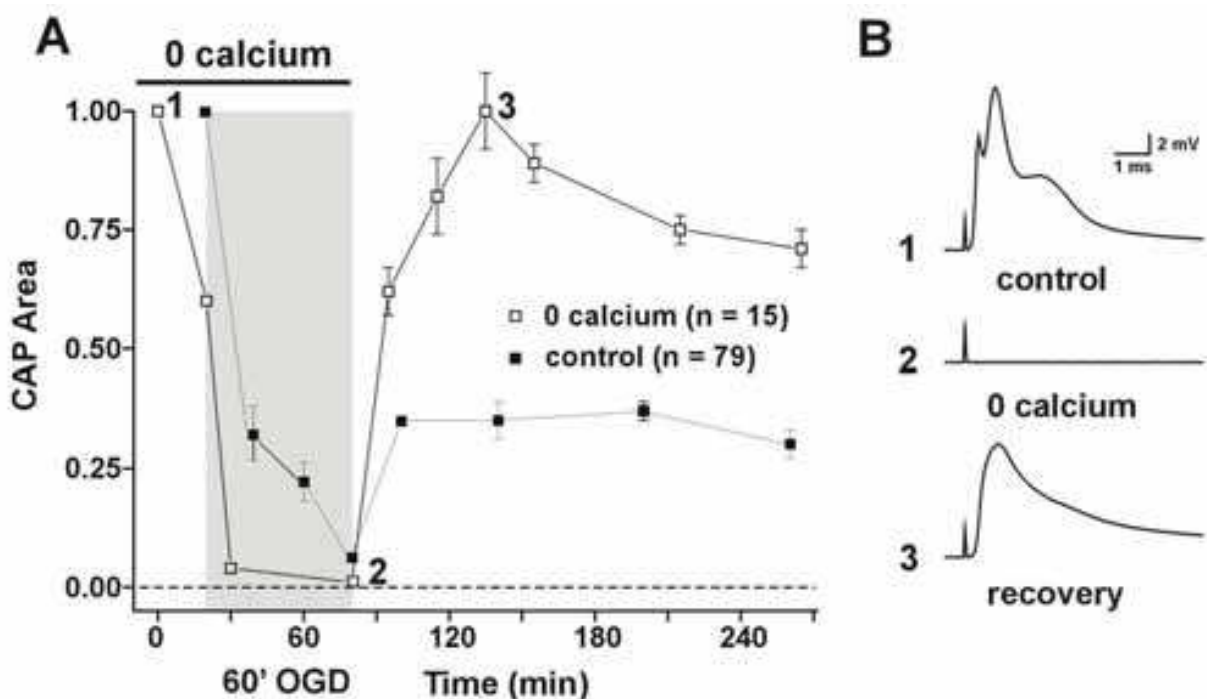 A
0 calcium
1.00
1
3
0.75
CAP Area
0 calcium (n = 15)
control (n = 79)
0.50
0.25
2
0.00
0
60
120
180
240
60' OGD
Time (min)
B
2 mV
1 ms
1
control
2
0 calcium
3
recovery